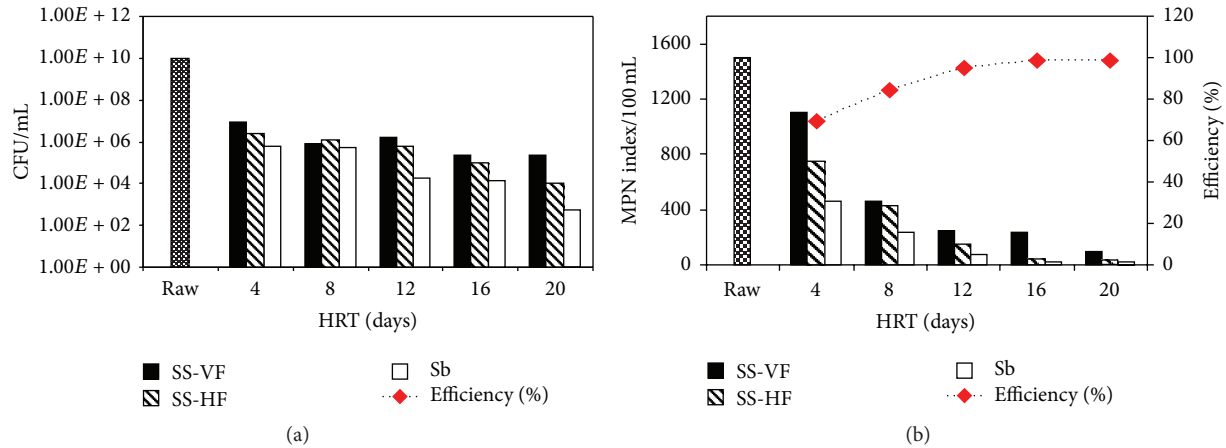 1.00E + 12
1.00E + 10
1.00E + 08
1.00E + 06
1.00E + 04
1.00E + 02
1.00E + 00
CFU/mL
Raw 4 8 12 16 20
HRT (days)
SS-VF
SS-HF
Sb
Efficiency (%)
(a)
1600
1200
800
400
0
MPN index/100 mL
120
100
80
60
40
20
0
Efficiency (%)
Raw 4 8 12 16 20
HRT (days)
SS-VF
SS-HF
Sb
Efficiency (%)
(b)